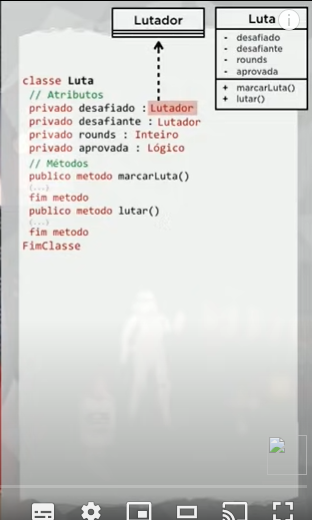 Lutador
Luta
- desafiado
- desafiante
- rounds
- aprovada
+ marcarLuta()
+ lutar()
classe Luta
// Atributos
privado desafiado : Lutador
privado desafiante : Lutador
privado rounds : Inteiro
privado aprovada : Lógico
// Métodos
publico metodo marcarLuta()
(...)
fim metodo
publico metodo lutar()
(...)
fim metodo
FimClasse